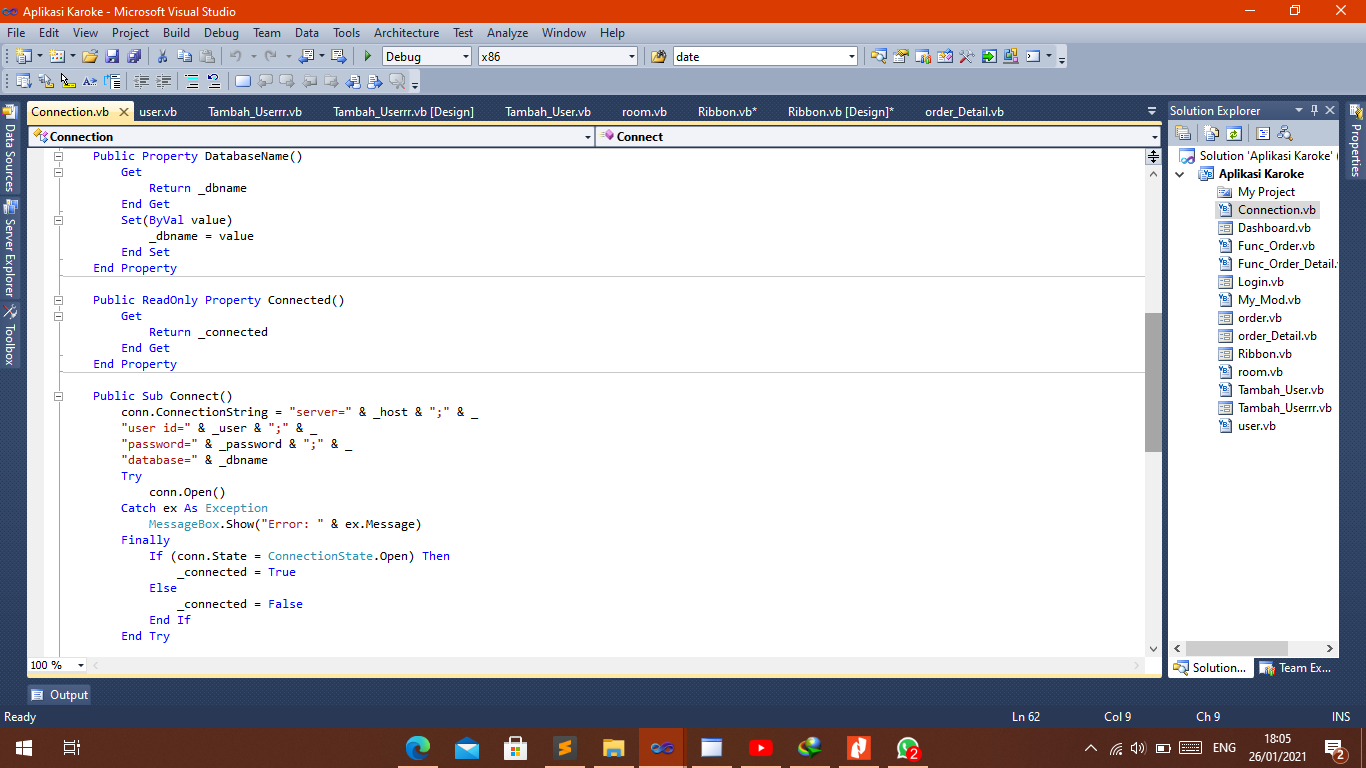 Aplikasi Karoke - Microsoft Visual Studio
File Edit View Project Build Debug Team Data Tools Architecture Test Analyze Window Help
Debug x86 date
Connection.vb user.vb Tambah_Userrr.vb Tambah_Userrr.vb [Design] Tambah_User.vb room.vb Ribbon.vb* Ribbon.vb [Design]* order_Detail.vb
Connection Connect
Data Sources
Server Explorer
Toolbox
Public Property DatabaseName()
Get
Return _dbname
End Get
Set(ByVal value)
_dbname = value
End Set
End Property
Public ReadOnly Property Connected()
Get
Return _connected
End Get
End Property
Public Sub Connect()
conn.ConnectionString = "server=" & _host & ";" & _
"user id=" & _user & ";" & _
"password=" & _password & ";" & _
"database=" & _dbname
Try
conn.Open()
Catch ex As Exception
MessageBox.Show("Error: " & ex.Message)
Finally
If (conn.State = ConnectionState.Open) Then
_connected = True
Else
_connected = False
End If
End Try
100 %
Solution Explorer
Solution 'Aplikasi Karoke' (
Aplikasi Karoke
My Project
Connection.vb
Dashboard.vb
Func_Order.vb
Func_Order_Detail.
Login.vb
My_Mod.vb
order.vb
order_Detail.vb
Ribbon.vb
room.vb
Tambah_User.vb
Tambah_Userrr.vb
user.vb
Solution... Team Ex...
Properties
Output
Ready Ln 62 Col 9 Ch 9 INS
2 ENG 18:05 2
26/01/2021